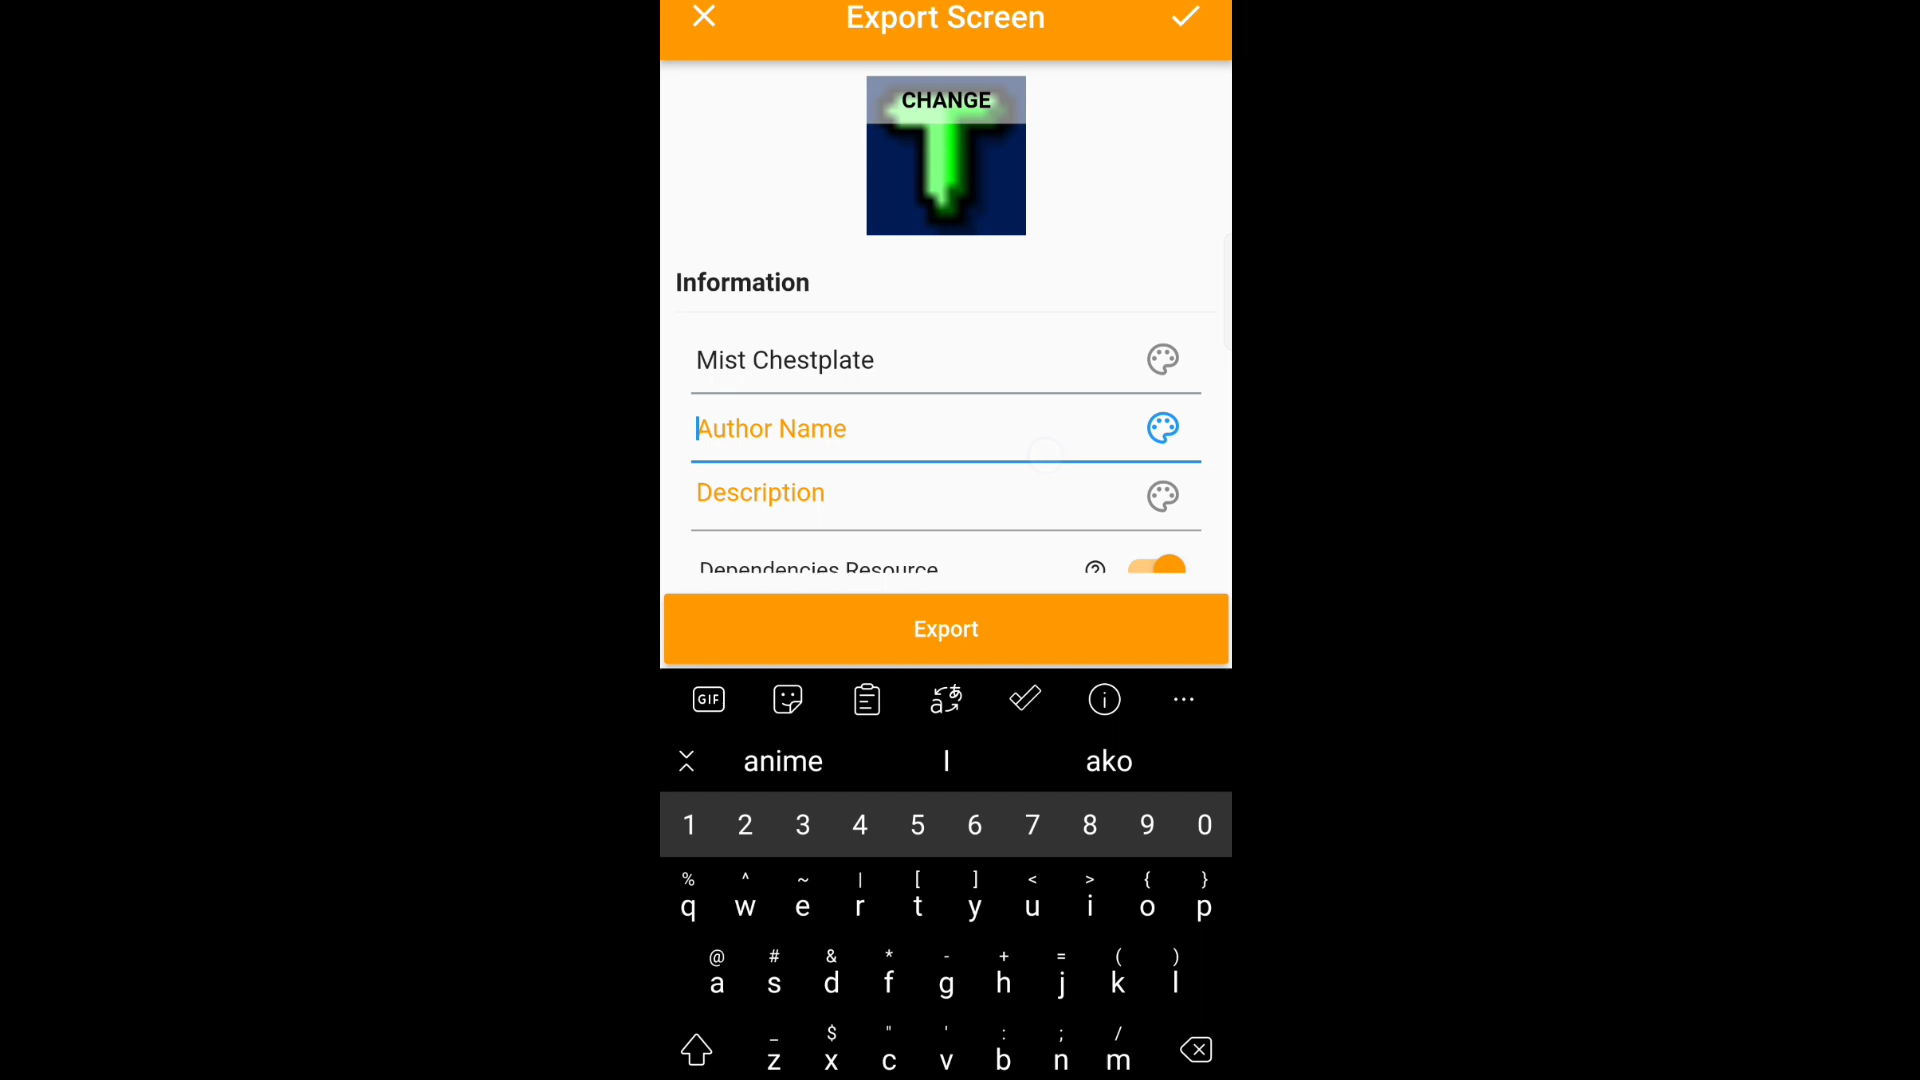 Export Screen
CHANGE
Information
Mist Chestplate
Author Name
Description
Dependencies Resource
Export
GIF
anime I ako
1 2 3 4 5 6 7 8 9 0
% ^ ~ | [ ] < > { }
q w e r t y u i o p
@ # & * - + = ( )
a s d f g h j k l
_ $ " ' : ; /
z x c v b n m